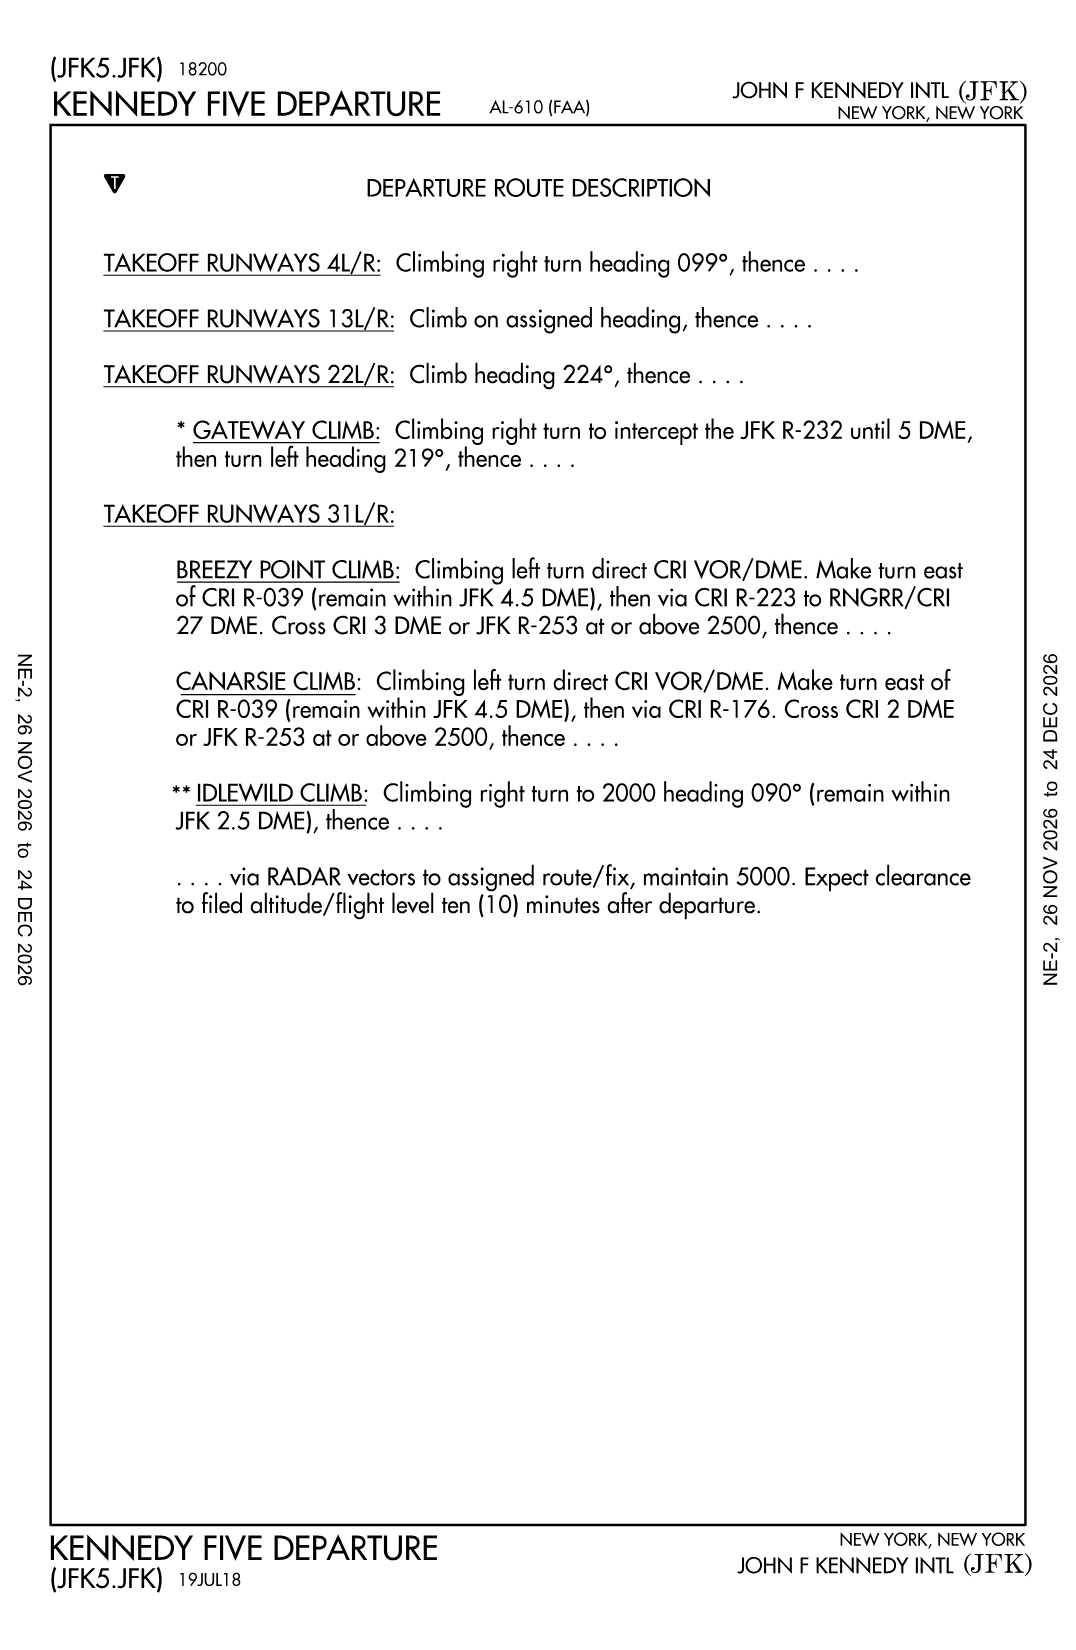 (JFK5.JFK) 18200
KENNEDY FIVE DEPARTURE AL-610 (FAA)
JOHN F KENNEDY INTL (JFK)
NEW YORK, NEW YORK
T
DEPARTURE ROUTE DESCRIPTION
TAKEOFF RUNWAYS 4L/R: Climbing right turn heading 099°, thence . . . .
TAKEOFF RUNWAYS 13L/R: Climb on assigned heading, thence . . . .
TAKEOFF RUNWAYS 22L/R: Climb heading 224°, thence . . . .
* GATEWAY CLIMB: Climbing right turn to intercept the JFK R-232 until 5 DME,
then turn left heading 219°, thence . . . .
TAKEOFF RUNWAYS 31L/R:
BREEZY POINT CLIMB: Climbing left turn direct CRI VOR/DME. Make turn east
of CRI R-039 (remain within JFK 4.5 DME), then via CRI R-223 to RNGRR/CRI
27 DME. Cross CRI 3 DME or JFK R-253 at or above 2500, thence . . . .
CANARSIE CLIMB: Climbing left turn direct CRI VOR/DME. Make turn east of
CRI R-039 (remain within JFK 4.5 DME), then via CRI R-176. Cross CRI 2 DME
or JFK R-253 at or above 2500, thence . . . .
** IDLEWILD CLIMB: Climbing right turn to 2000 heading 090° (remain within
JFK 2.5 DME), thence . . . .
. . . . via RADAR vectors to assigned route/fix, maintain 5000. Expect clearance
to filed altitude/flight level ten (10) minutes after departure.
NE-2, 26 NOV 2026 to 24 DEC 2026
NE-2, 26 NOV 2026 to 24 DEC 2026
KENNEDY FIVE DEPARTURE
(JFK5.JFK) 19JUL18
NEW YORK, NEW YORK
JOHN F KENNEDY INTL (JFK)